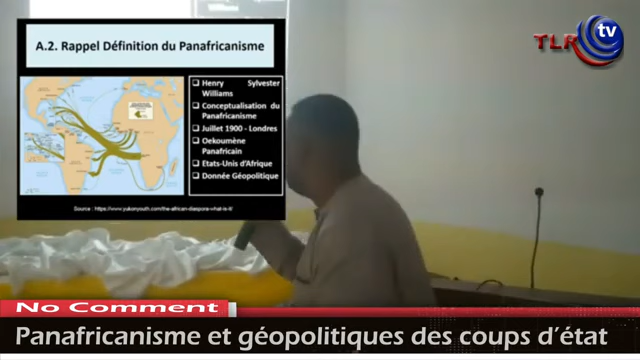 A.2. Rappel Définition du Panafricanisme
Henry Sylvester
Williams
Conceptualisation du
Panafricanisme
Juillet 1900 - Londres
Oekoumène
Panafricain
Etats-Unis d'Afrique
Donnée Géopolitique
Source : https://www.yukonyouth.com/the-african-diaspora-what-is-it/
Williams
TLR tv
No Comment
Panafricanisme et géopolitiques des coups d'état